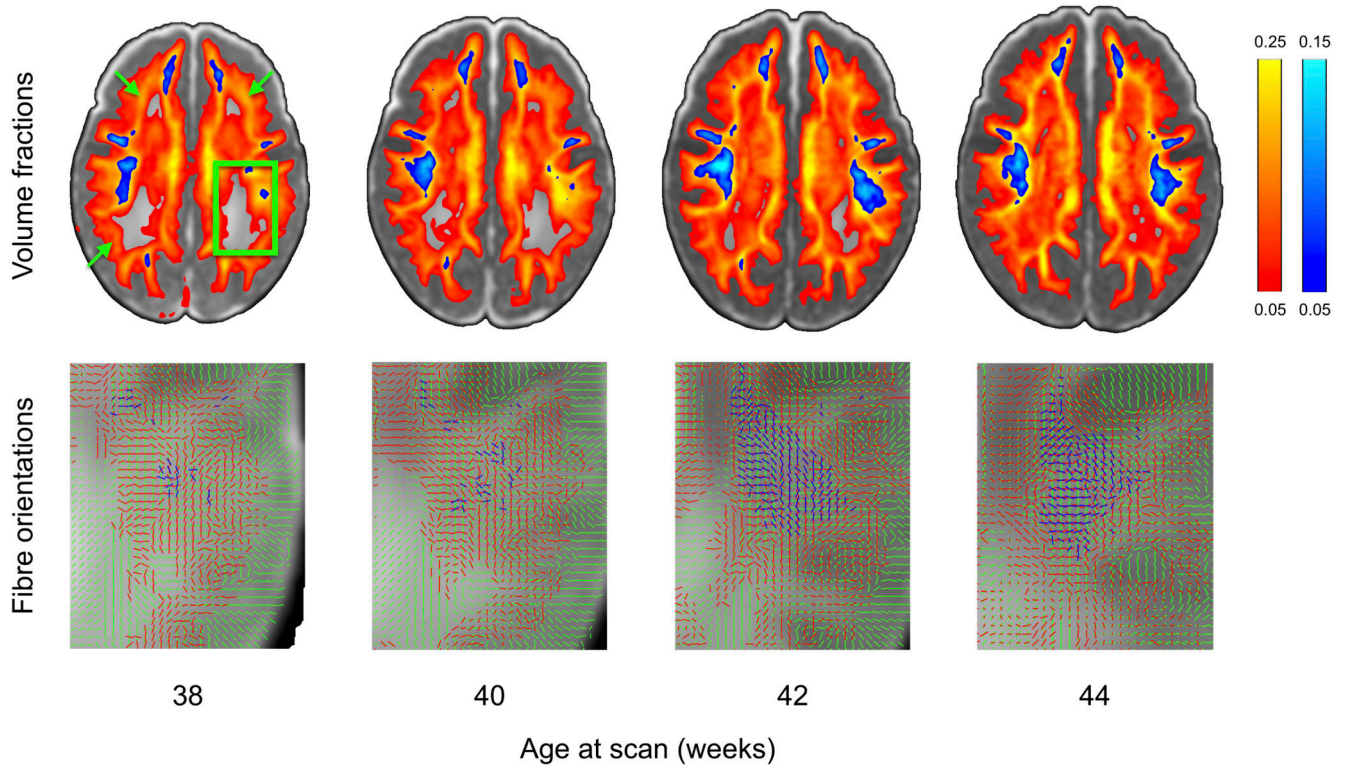 Volume fractions
0.25 0.15
0.05 0.05
Fibre orientations
38 40 42 44
Age at scan (weeks)